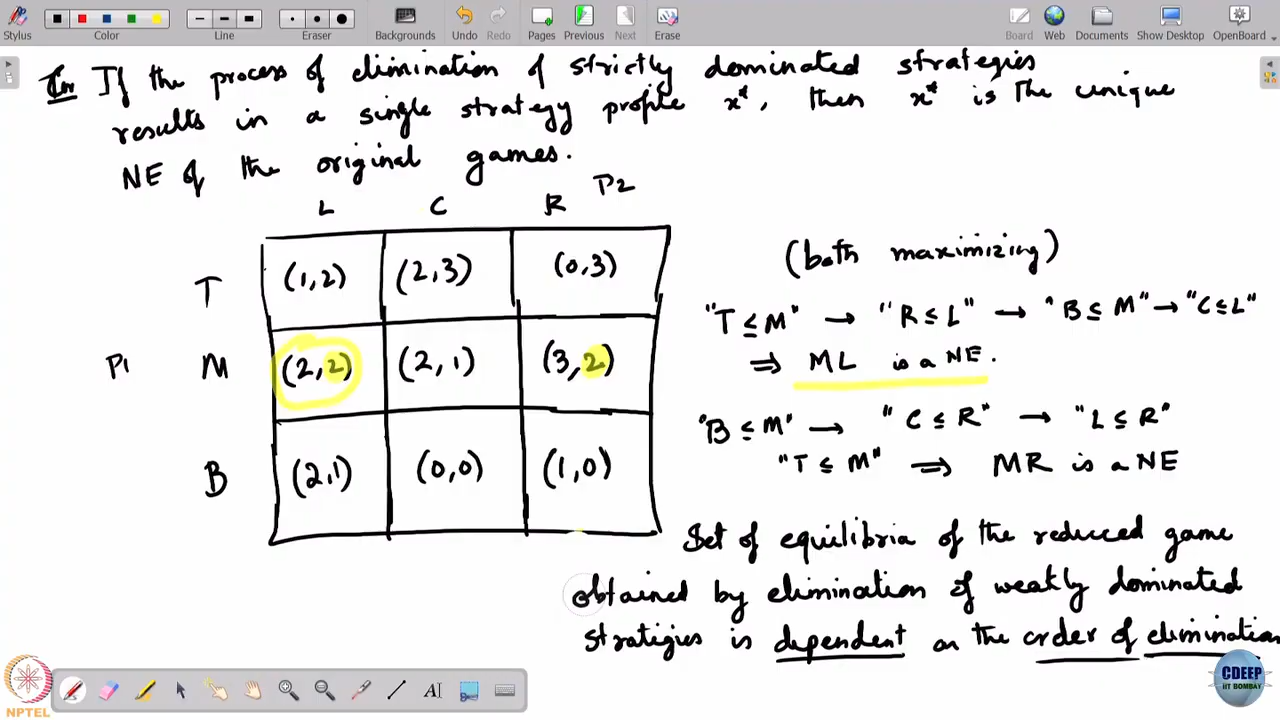 Stylus Color Line Eraser Backgrounds Undo Redo Pages Previous Next Erase Board Web Documents Show Desktop OpenBoard
If the process of elimination of strictly dominated strategies
results in a single strategy profile x*, then x* is the unique
NE of the original games.
P2
L C R
T (1,2) (2,3) (0,3)
P1 M (2,2) (2,1) (3,2)
B (2,1) (0,0) (1,0)
(both maximizing)
"T ≤ M" → "R ≤ L" → "B ≤ M" → "C ≤ L"
⇒ ML is a NE.
"B ≤ M" → "C ≤ R" → "L ≤ R"
"T ≤ M" ⇒ MR is a NE
Set of equilibria of the reduced game
obtained by elimination of weakly dominated
strategies is dependent on the order of elimination
NPTEL
CDEEP
IIT BOMBAY